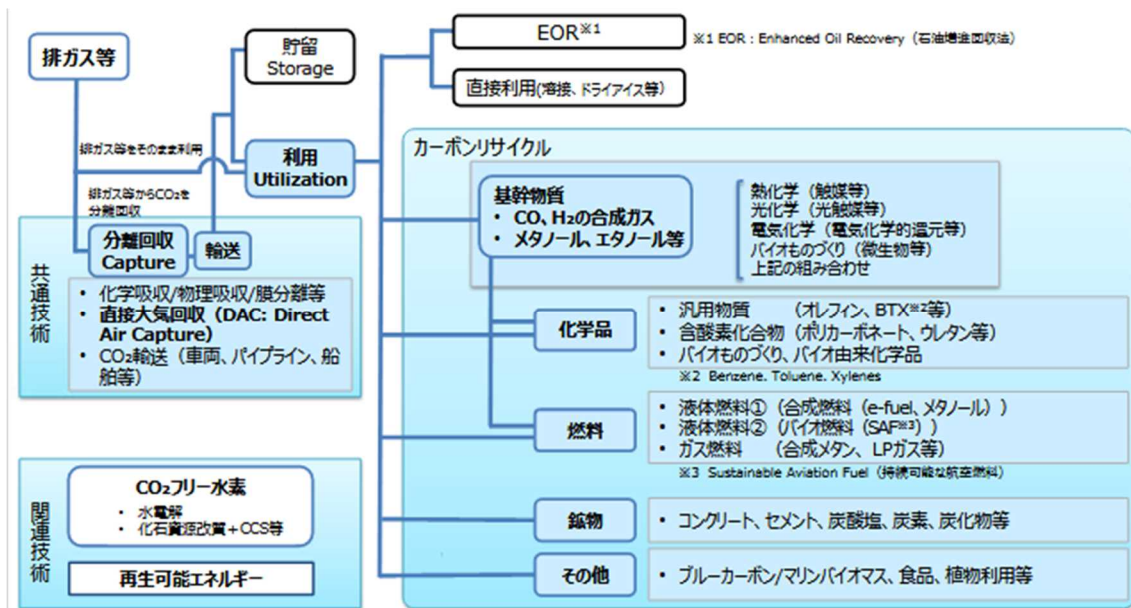 排ガス等
貯留
Storage
EOR※1
※1 EOR : Enhanced Oil Recovery（石油増進回収法）
直接利用(溶接、ドライアイス等)
排ガス等をそのまま利用
利用
Utilization
排ガス等からCO₂を
分離回収
分離回収
Capture
輸送
共通技術
• 化学吸収/物理吸収/膜分離等
• 直接大気回収（DAC: Direct
Air Capture）
• CO₂輸送（車両、パイプライン、船
舶等）
関連技術
CO₂フリー水素
• 水電解
• 化石資源改質＋CCS等
再生可能エネルギー
カーボンリサイクル
基幹物質
• CO、H₂の合成ガス
• メタノール、エタノール等
熱化学（触媒等）
光化学（光触媒等）
電気化学（電気化学的還元等）
バイオものづくり（微生物等）
上記の組み合わせ
化学品
• 汎用物質　　（オレフィン、BTX※2等）
• 含酸素化合物（ポリカーボネート、ウレタン等）
• バイオものづくり、バイオ由来化学品
※2 Benzene. Toluene. Xylenes
燃料
• 液体燃料①（合成燃料（e-fuel、メタノール））
• 液体燃料②（バイオ燃料（SAF※3））
• ガス燃料　　（合成メタン、LPガス等）
※3 Sustainable Aviation Fuel（持続可能な航空燃料）
鉱物
• コンクリート、セメント、炭酸塩、炭素、炭化物等
その他
• ブルーカーボン/マリンバイオマス、食品、植物利用等